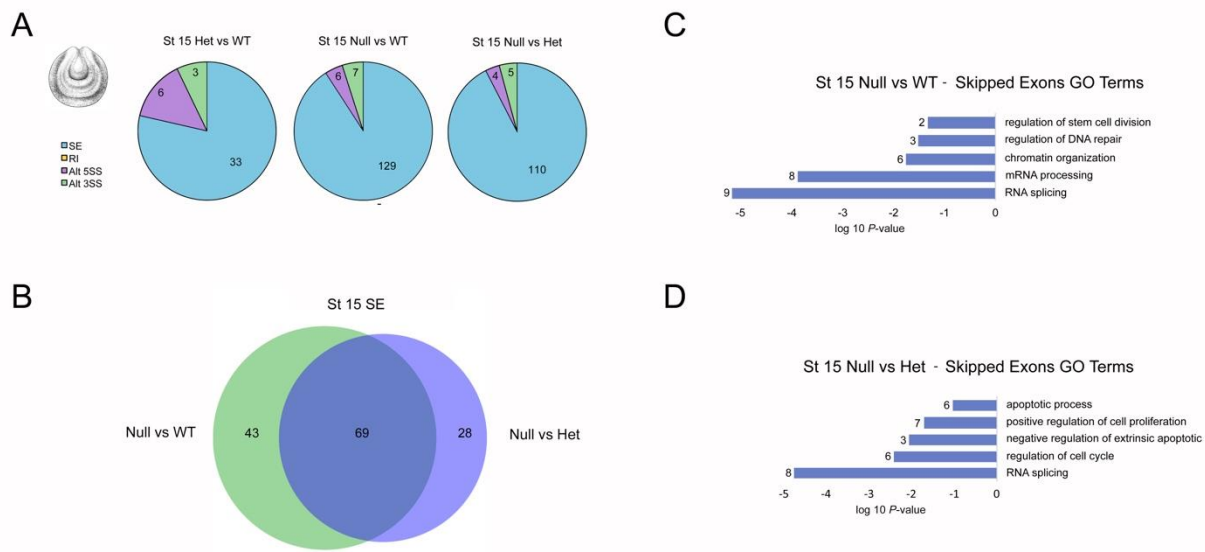 A
St 15 Het vs WT
St 15 Null vs WT
St 15 Null vs Het
3
6
33
6
7
129
4
5
110
SE
RI
Alt 5SS
Alt 3SS
B
St 15 SE
Null vs WT
43
69
28
Null vs Het
C
St 15 Null vs WT - Skipped Exons GO Terms
2 regulation of stem cell division
3 regulation of DNA repair
6 chromatin organization
8 mRNA processing
9 RNA splicing
-5 -4 -3 -2 -1 0
log 10 P-value
D
St 15 Null vs Het - Skipped Exons GO Terms
6 apoptotic process
7 positive regulation of cell proliferation
3 negative regulation of extrinsic apoptotic
6 regulation of cell cycle
8 RNA splicing
-5 -4 -3 -2 -1 0
log 10 P-value